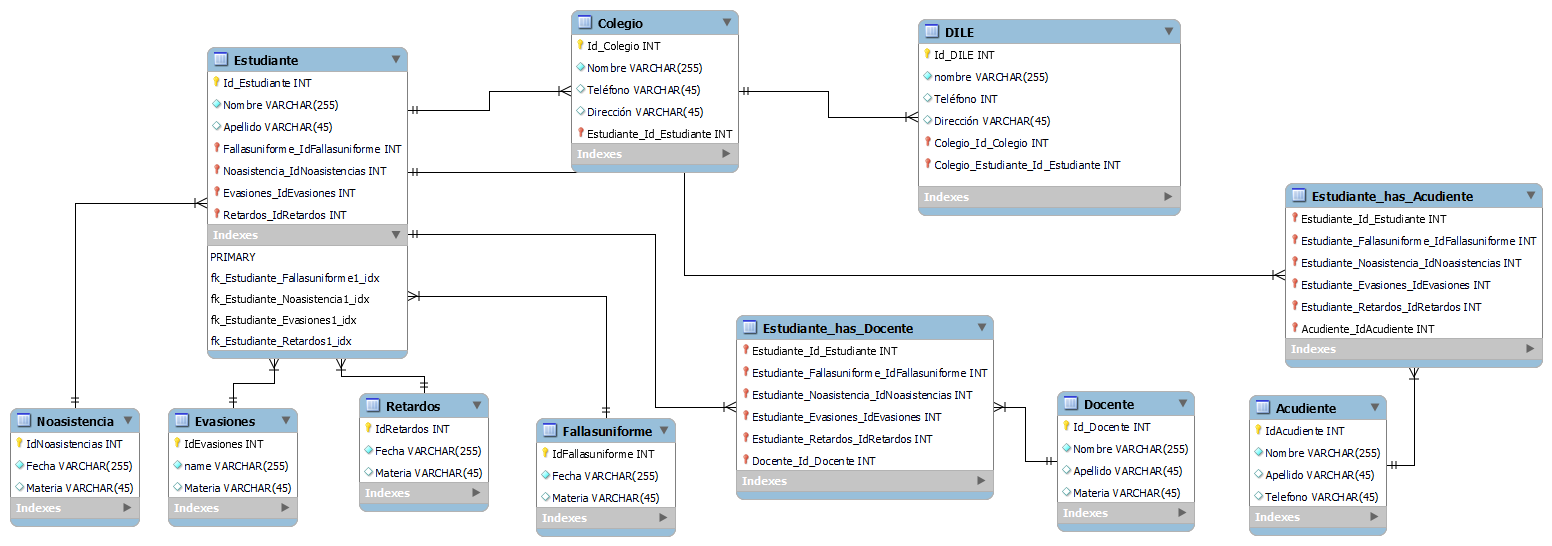 Estudiante
Id_Estudiante INT
Nombre VARCHAR(255)
Apellido VARCHAR(45)
Fallasuniforme_IdFallasuniforme INT
Noasistencia_IdNoasistencias INT
Evasiones_IdEvasiones INT
Retardos_IdRetardos INT
Indexes
PRIMARY
fk_Estudiante_Fallasuniforme1_idx
fk_Estudiante_Noasistencia1_idx
fk_Estudiante_Evasiones1_idx
fk_Estudiante_Retardos1_idx
Colegio
Id_Colegio INT
Nombre VARCHAR(255)
Teléfono VARCHAR(45)
Dirección VARCHAR(45)
Estudiante_Id_Estudiante INT
Indexes
DILE
Id_DILE INT
nombre VARCHAR(255)
Teléfono INT
Dirección VARCHAR(45)
Colegio_Id_Colegio INT
Colegio_Estudiante_Id_Estudiante INT
Indexes
Estudiante_has_Acudiente
Estudiante_Id_Estudiante INT
Estudiante_Fallasuniforme_IdFallasuniforme INT
Estudiante_Noasistencia_IdNoasistencias INT
Estudiante_Evasiones_IdEvasiones INT
Estudiante_Retardos_IdRetardos INT
Acudiente_IdAcudiente INT
Indexes
Estudiante_has_Docente
Estudiante_Id_Estudiante INT
Estudiante_Fallasuniforme_IdFallasuniforme INT
Estudiante_Noasistencia_IdNoasistencias INT
Estudiante_Evasiones_IdEvasiones INT
Estudiante_Retardos_IdRetardos INT
Docente_Id_Docente INT
Indexes
Noasistencia
IdNoasistencias INT
Fecha VARCHAR(255)
Materia VARCHAR(45)
Indexes
Evasiones
IdEvasiones INT
name VARCHAR(255)
Materia VARCHAR(45)
Indexes
Retardos
IdRetardos INT
Fecha VARCHAR(255)
Materia VARCHAR(45)
Indexes
Fallasuniforme
IdFallasuniforme INT
Fecha VARCHAR(255)
Materia VARCHAR(45)
Indexes
Docente
Id_Docente INT
Nombre VARCHAR(255)
Apellido VARCHAR(45)
Materia VARCHAR(45)
Indexes
Acudiente
IdAcudiente INT
Nombre VARCHAR(255)
Apellido VARCHAR(45)
Telefono VARCHAR(45)
Indexes